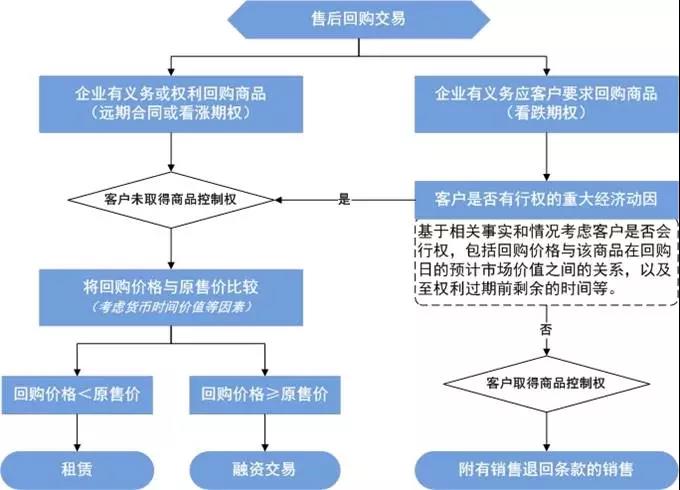 售后回购交易
企业有义务或权利回购商品
（远期合同或看涨期权）
企业有义务应客户要求回购商品
（看跌期权）
客户未取得商品控制权
是
客户是否有行权的重大经济动因
基于相关事实和情况考虑客户是否会
行权，包括回购价格与该商品在回购
日的预计市场价值之间的关系，以及
至权利过期前剩余的时间等。
将回购价格与原售价比较
（考虑货币时间价值等因素）
否
回购价格＜原售价
回购价格≥原售价
客户取得商品控制权
租赁
融资交易
附有销售退回条款的销售